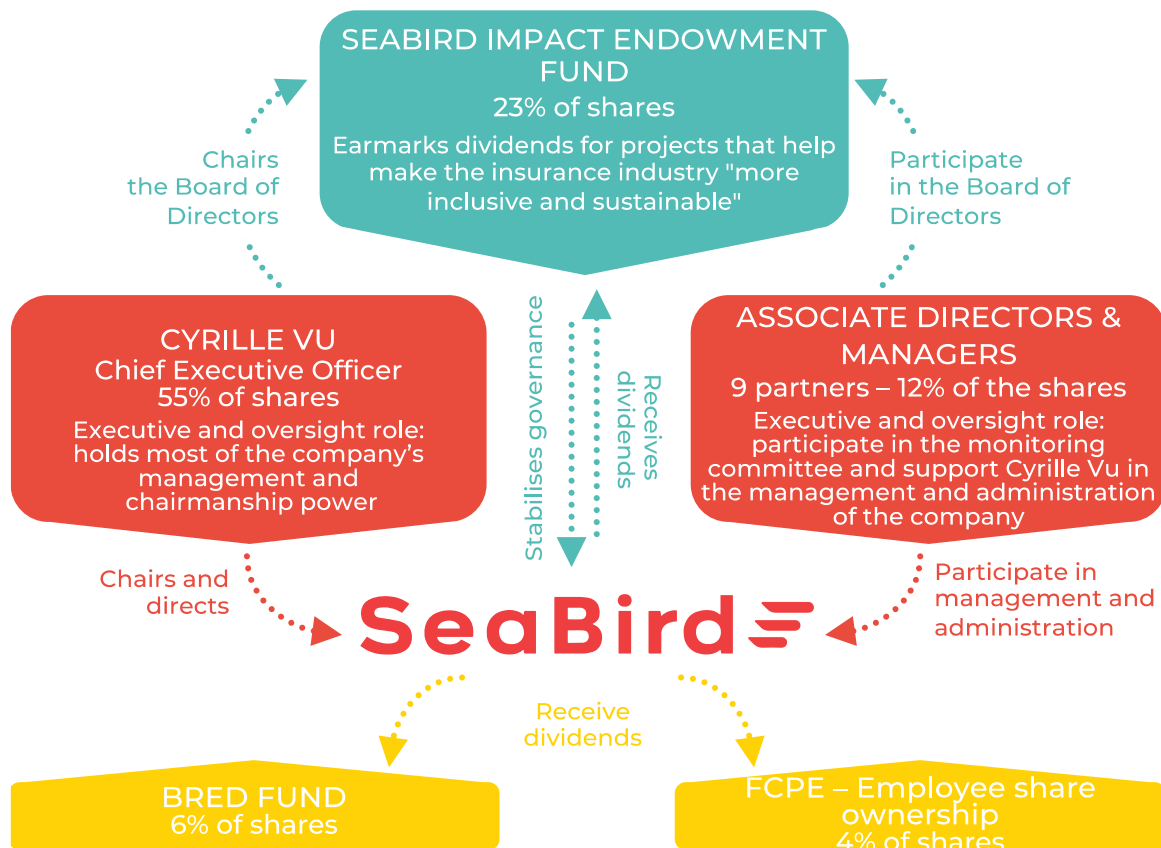 SEABIRD IMPACT ENDOWMENT
FUND
23% of shares
Earmarks dividends for projects that help
make the insurance industry "more
inclusive and sustainable"
Chairs
the Board of
Directors
Participate
in the Board of
Directors
CYRILLE VU
Chief Executive Officer
55% of shares
Executive and oversight role:
holds most of the company's
management and
chairmanship power
Stabilises governance
Receives
dividends
ASSOCIATE DIRECTORS &
MANAGERS
9 partners – 12% of the shares
Executive and oversight role:
participate in the monitoring
committee and support Cyrille Vu in
the management and administration
of the company
Chairs and
directs
SeaBird
Participate in
management and
administration
Receive
dividends
BRED FUND
6% of shares
FCPE – Employee share
ownership
4% of shares